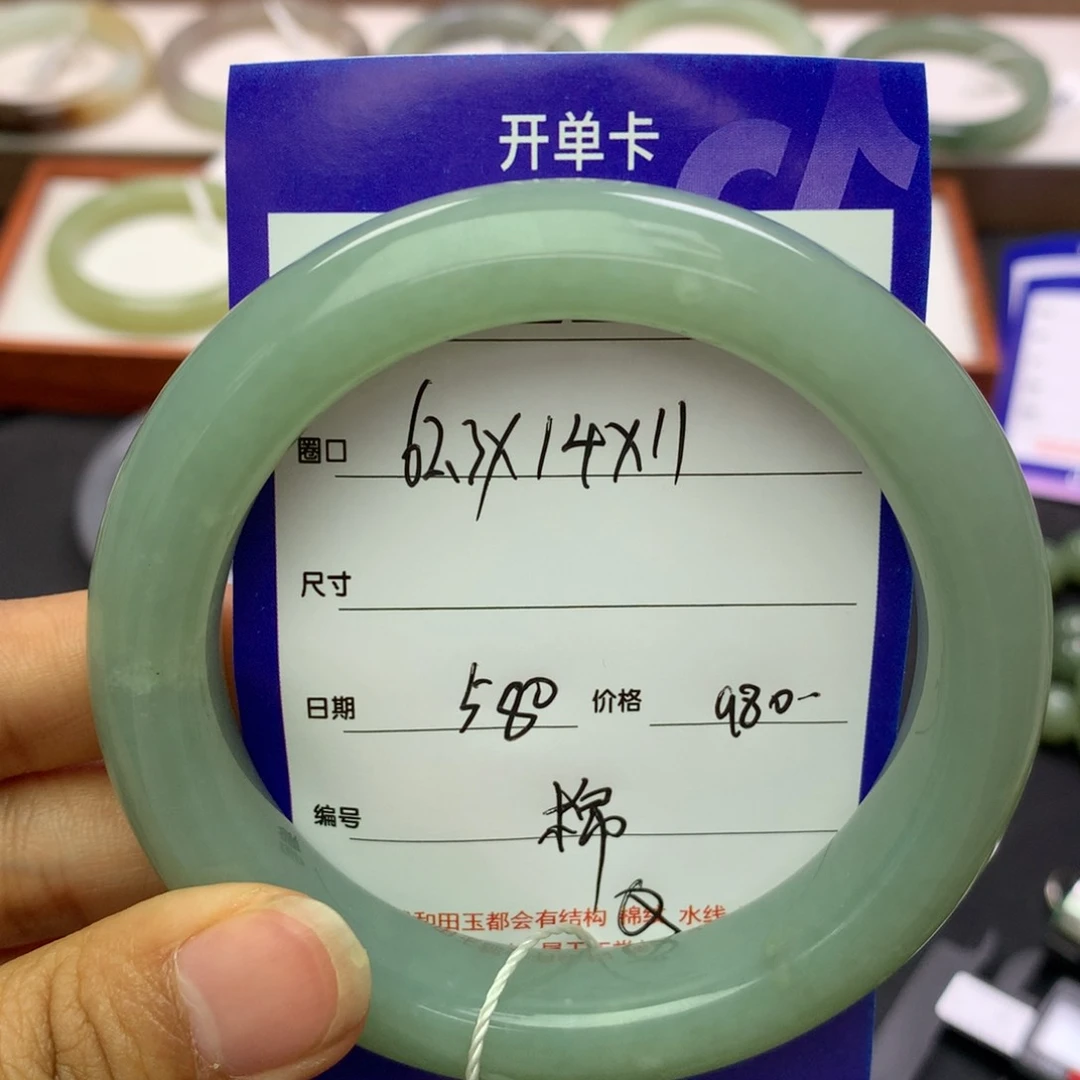 开单卡
圈口 62.3X14X11
尺寸
日期 580 价格 980-
编号 棉
和田玉都会有结构 棉纹 水线